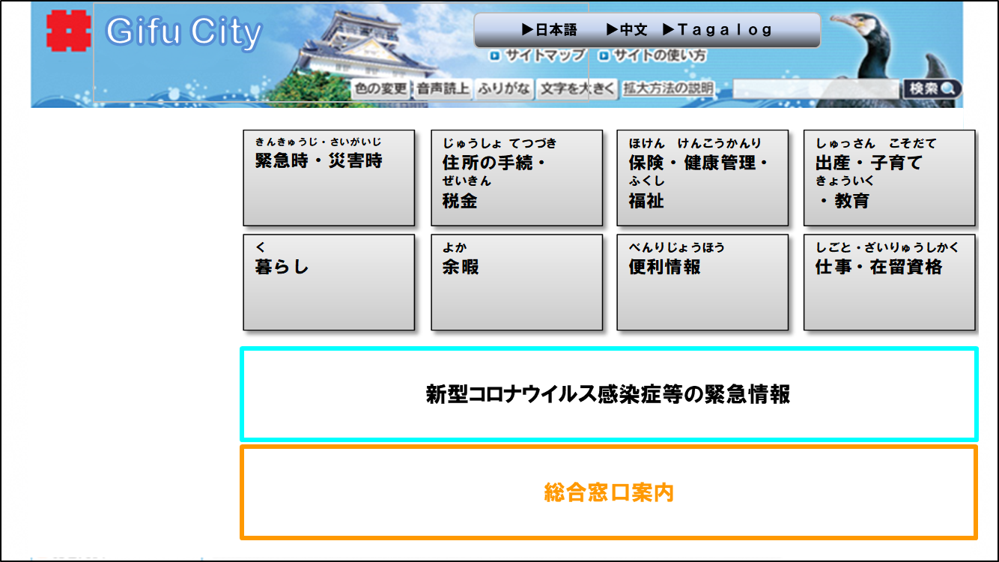 Gifu City
▶日本語 ▶中文 ▶Tagalog
サイトマップ サイトの使い方
色の変更 音声読上 ふりがな 文字を大きく 拡大方法の説明 検索
きんきゅうじ・さいがいじ
緊急時・災害時
じゅうしょ てつづき
住所の手続・
ぜいきん
税金
ほけん けんこうかんり
保険・健康管理・
ふくし
福祉
しゅっさん こそだて
出産・子育て
きょういく
・教育
く
暮らし
よか
余暇
べんりじょうほう
便利情報
しごと・ざいりゅうしかく
仕事・在留資格
新型コロナウイルス感染症等の緊急情報
総合窓口案内